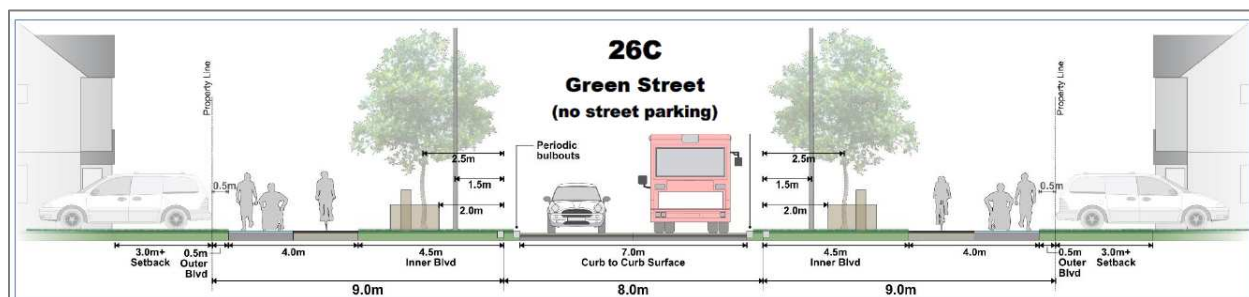 26C
Green Street
(no street parking)
Property Line
Property Line
Periodic
bulbouts
2.5m
2.5m
1.5m
1.5m
0.5m
0.5m
2.0m
2.0m
3.0m+
Setback
0.5m
Outer
Blvd
4.0m
4.5m
Inner Blvd
7.0m
Curb to Curb Surface
4.5m
Inner Blvd
4.0m
0.5m
Outer
Blvd
3.0m+
Setback
9.0m
8.0m
9.0m